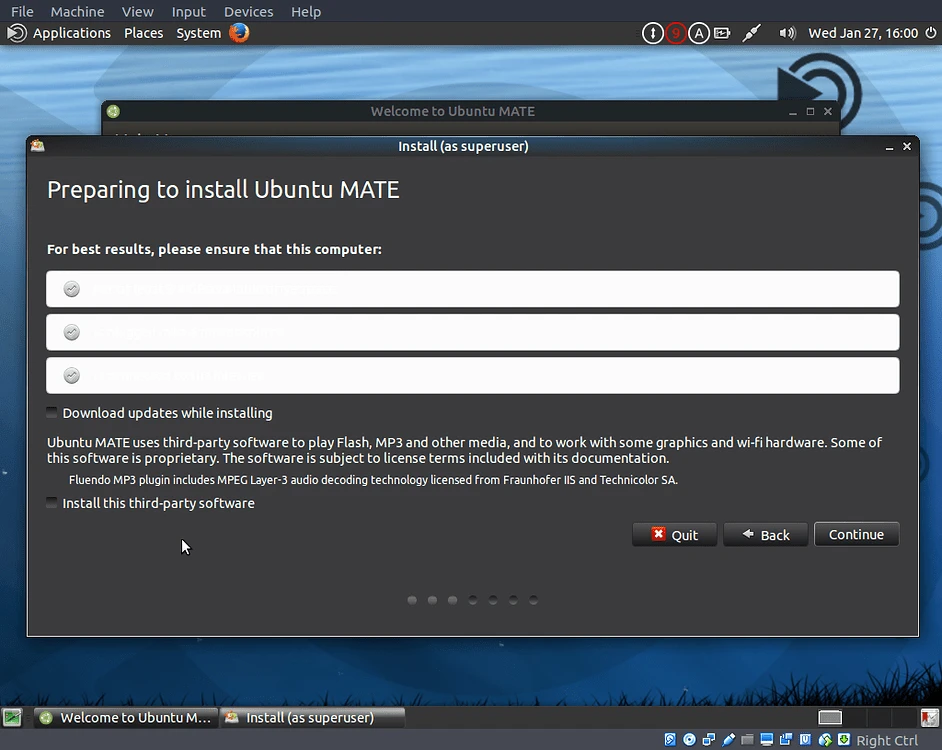 File Machine View Input Devices Help
Applications Places System 9 A Wed Jan 27, 16:00
Welcome to Ubuntu MATE
Install (as superuser)
Preparing to install Ubuntu MATE
For best results, please ensure that this computer:
Download updates while installing
Ubuntu MATE uses third-party software to play Flash, MP3 and other media, and to work with some graphics and wi-fi hardware. Some of
this software is proprietary. The software is subject to license terms included with its documentation.
Fluendo MP3 plugin includes MPEG Layer-3 audio decoding technology licensed from Fraunhofer IIS and Technicolor SA.
Install this third-party software
Quit Back Continue
Welcome to Ubuntu M... Install (as superuser)
Right Ctrl